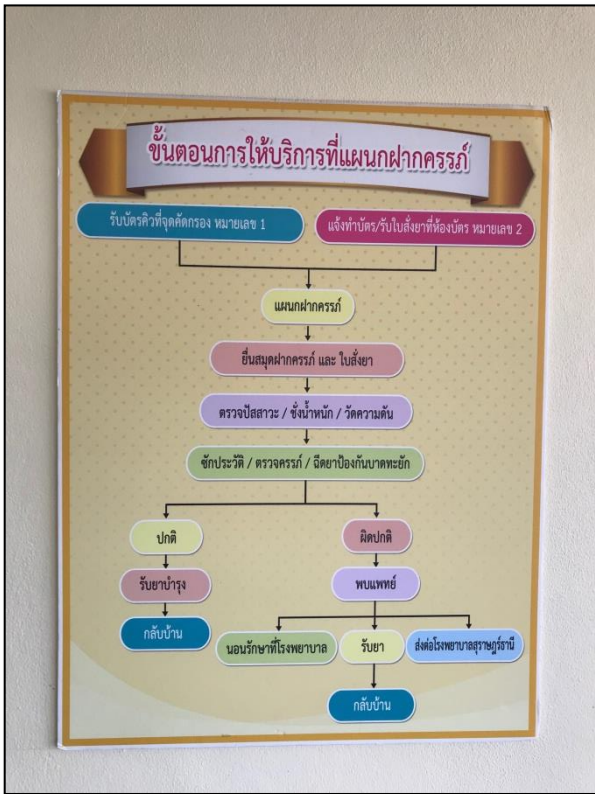 ขั้นตอนการให้บริการที่แผนกฝากครรภ์
รับบัตรคิวที่จุดคัดกรอง หมายเลข 1
แจ้งทำบัตร/รับใบสั่งยาที่ห้องบัตร หมายเลข 2
แผนกฝากครรภ์
ยื่นสมุดฝากครรภ์ และ ใบสั่งยา
ตรวจปัสสาวะ / ชั่งน้ำหนัก / วัดความดัน
ซักประวัติ / ตรวจครรภ์ / ฉีดยาป้องกันบาดทะยัก
ปกติ
ผิดปกติ
รับยาบำรุง
พบแพทย์
กลับบ้าน
นอนรักษาที่โรงพยาบาล
รับยา
ส่งต่อโรงพยาบาลสุราษฎร์ธานี
กลับบ้าน